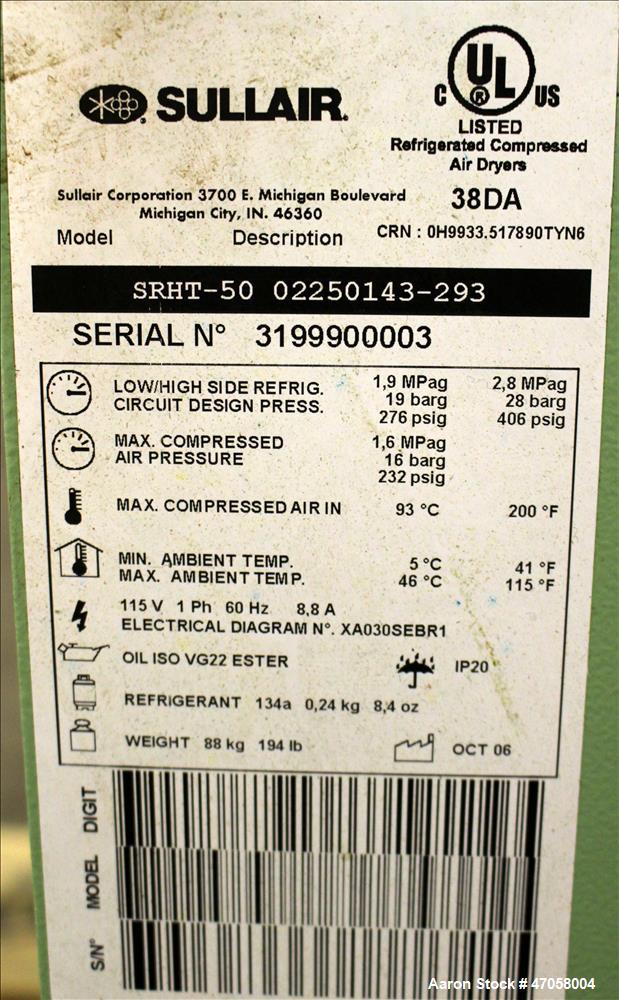 SULLAIR.
UL
®
C US
LISTED
Refrigerated Compressed
Air Dryers
38DA
Sullair Corporation 3700 E. Michigan Boulevard
Michigan City, IN. 46360
CRN : 0H9933.517890TYN6
Model Description
SRHT-50 02250143-293
SERIAL N° 3199900003
LOW/HIGH SIDE REFRIG. 1,9 MPag 2,8 MPag
CIRCUIT DESIGN PRESS. 19 barg 28 barg
276 psig 406 psig
MAX. COMPRESSED 1,6 MPag
AIR PRESSURE 16 barg
232 psig
MAX. COMPRESSED AIR IN 93 °C 200 °F
MIN. AMBIENT TEMP. 5 °C 41 °F
MAX. AMBIENT TEMP. 46 °C 115 °F
115 V 1 Ph 60 Hz 8,8 A
ELECTRICAL DIAGRAM N°. XA030SEBR1
OIL ISO VG22 ESTER IP20
REFRIGERANT 134a 0,24 kg 8,4 oz
WEIGHT 88 kg 194 lb OCT 06
DIGIT
MODEL
S/N°
Aaron Stock # 47058004